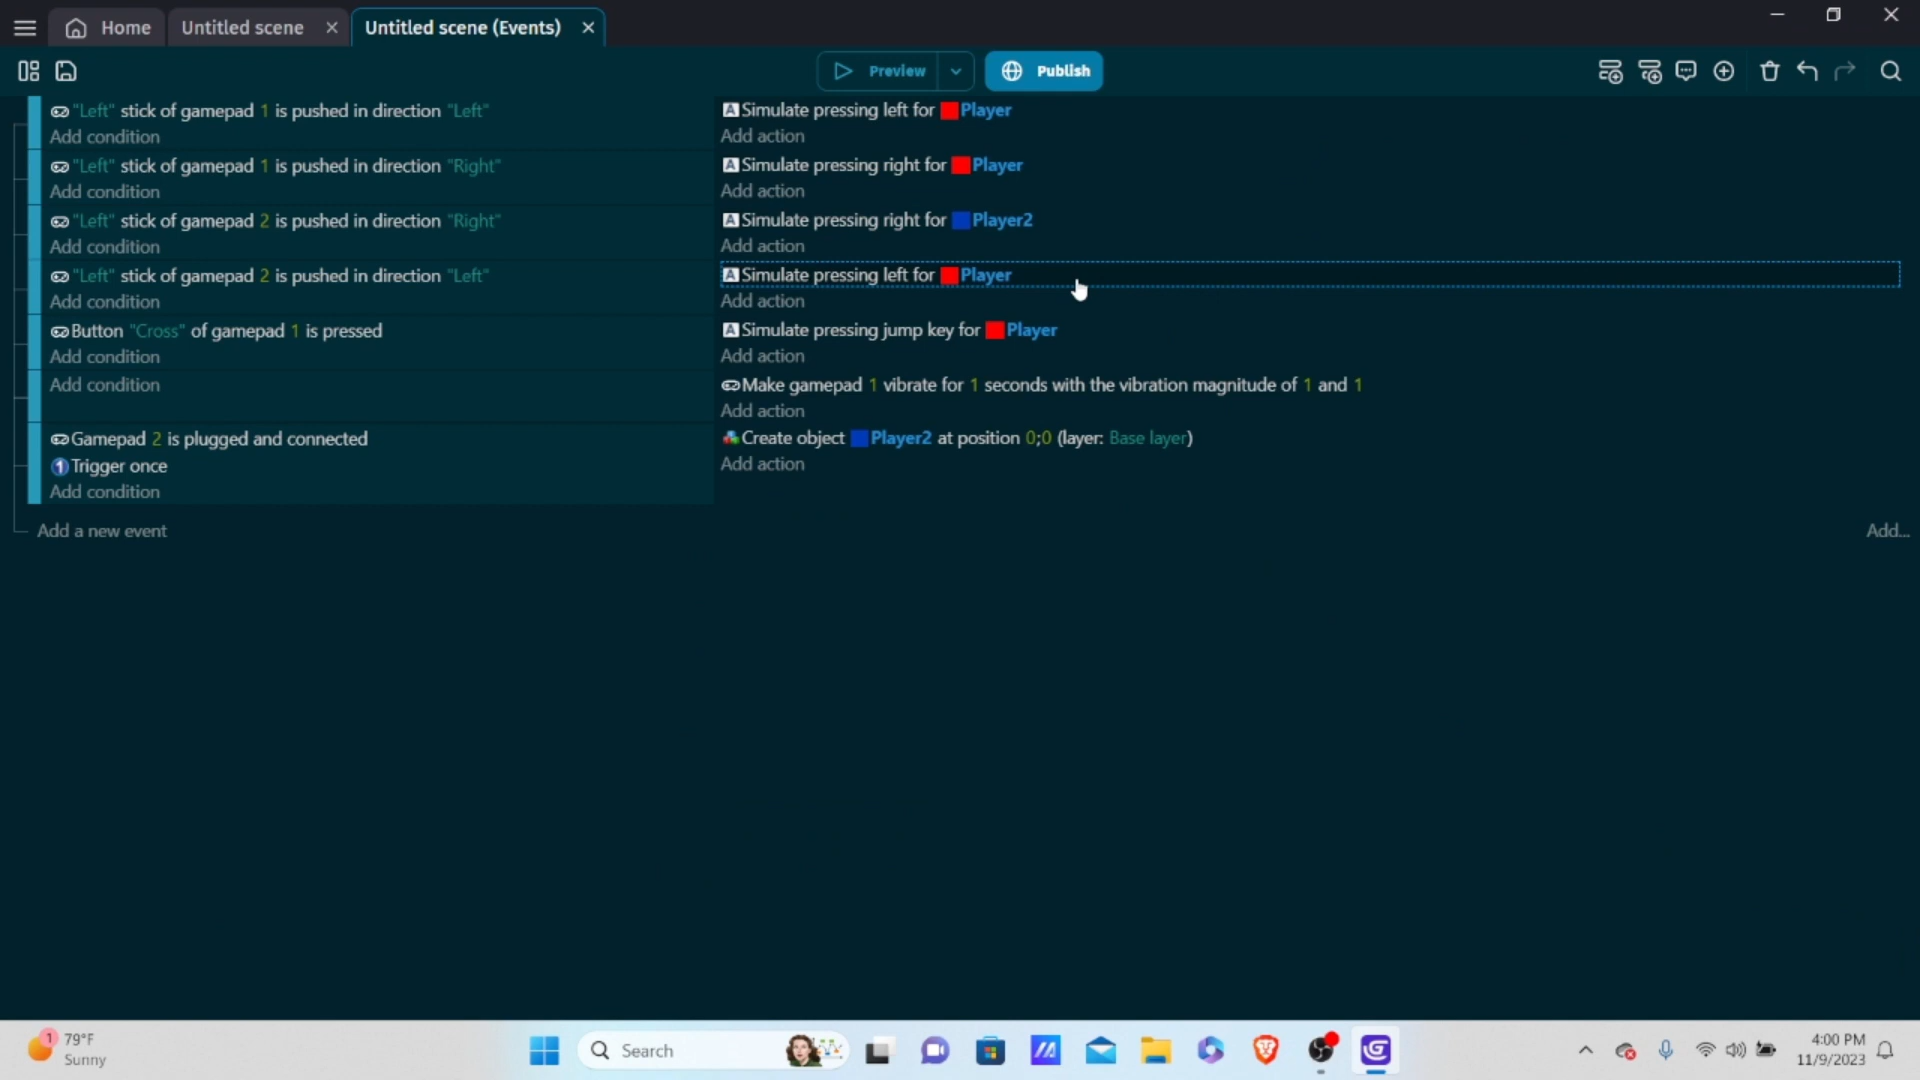 Home Untitled scene Untitled scene (Events)
Preview Publish
"Left" stick of gamepad 1 is pushed in direction "Left" Simulate pressing left for Player
Add condition Add action
"Left" stick of gamepad 1 is pushed in direction "Right" Simulate pressing right for Player
Add condition Add action
"Left" stick of gamepad 2 is pushed in direction "Right" Simulate pressing right for Player2
Add condition Add action
"Left" stick of gamepad 2 is pushed in direction "Left" Simulate pressing left for Player
Add condition Add action
Button "Cross" of gamepad 1 is pressed Simulate pressing jump key for Player
Add condition Add action
Add condition Make gamepad 1 vibrate for 1 seconds with the vibration magnitude of 1 and 1
Add action
Gamepad 2 is plugged and connected Create object Player2 at position 0;0 (layer: Base layer)
Trigger once Add action
Add condition
Add a new event Add...
1 79°F Search 4:00 PM
Sunny 11/9/2023